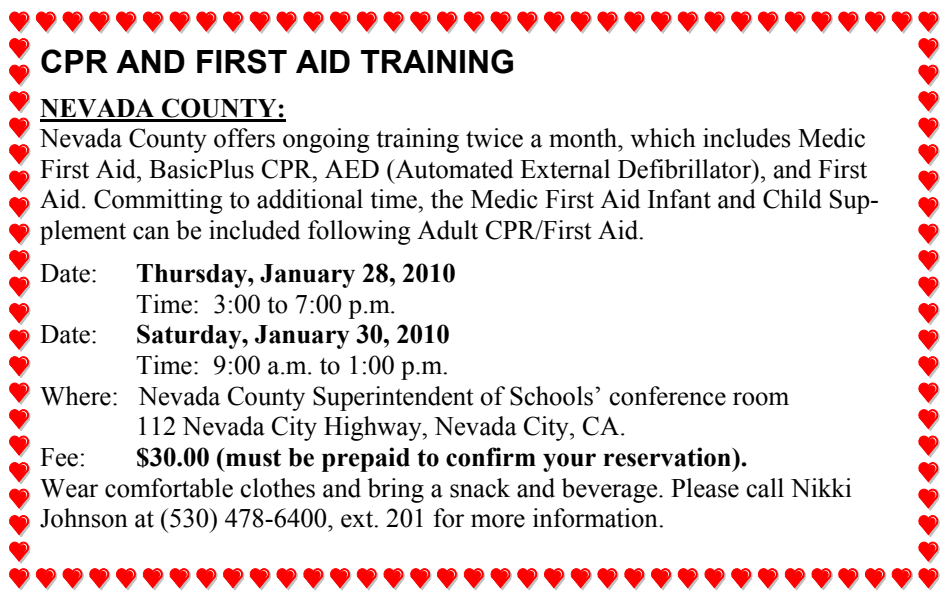 CPR AND FIRST AID TRAINING
NEVADA COUNTY:
Nevada County offers ongoing training twice a month, which includes Medic
First Aid, BasicPlus CPR, AED (Automated External Defibrillator), and First
Aid. Committing to additional time, the Medic First Aid Infant and Child Sup-
plement can be included following Adult CPR/First Aid.
Date: Thursday, January 28, 2010
Time: 3:00 to 7:00 p.m.
Date: Saturday, January 30, 2010
Time: 9:00 a.m. to 1:00 p.m.
Where: Nevada County Superintendent of Schools’ conference room
112 Nevada City Highway, Nevada City, CA.
Fee: $30.00 (must be prepaid to confirm your reservation).
Wear comfortable clothes and bring a snack and beverage. Please call Nikki
Johnson at (530) 478-6400, ext. 201 for more information.